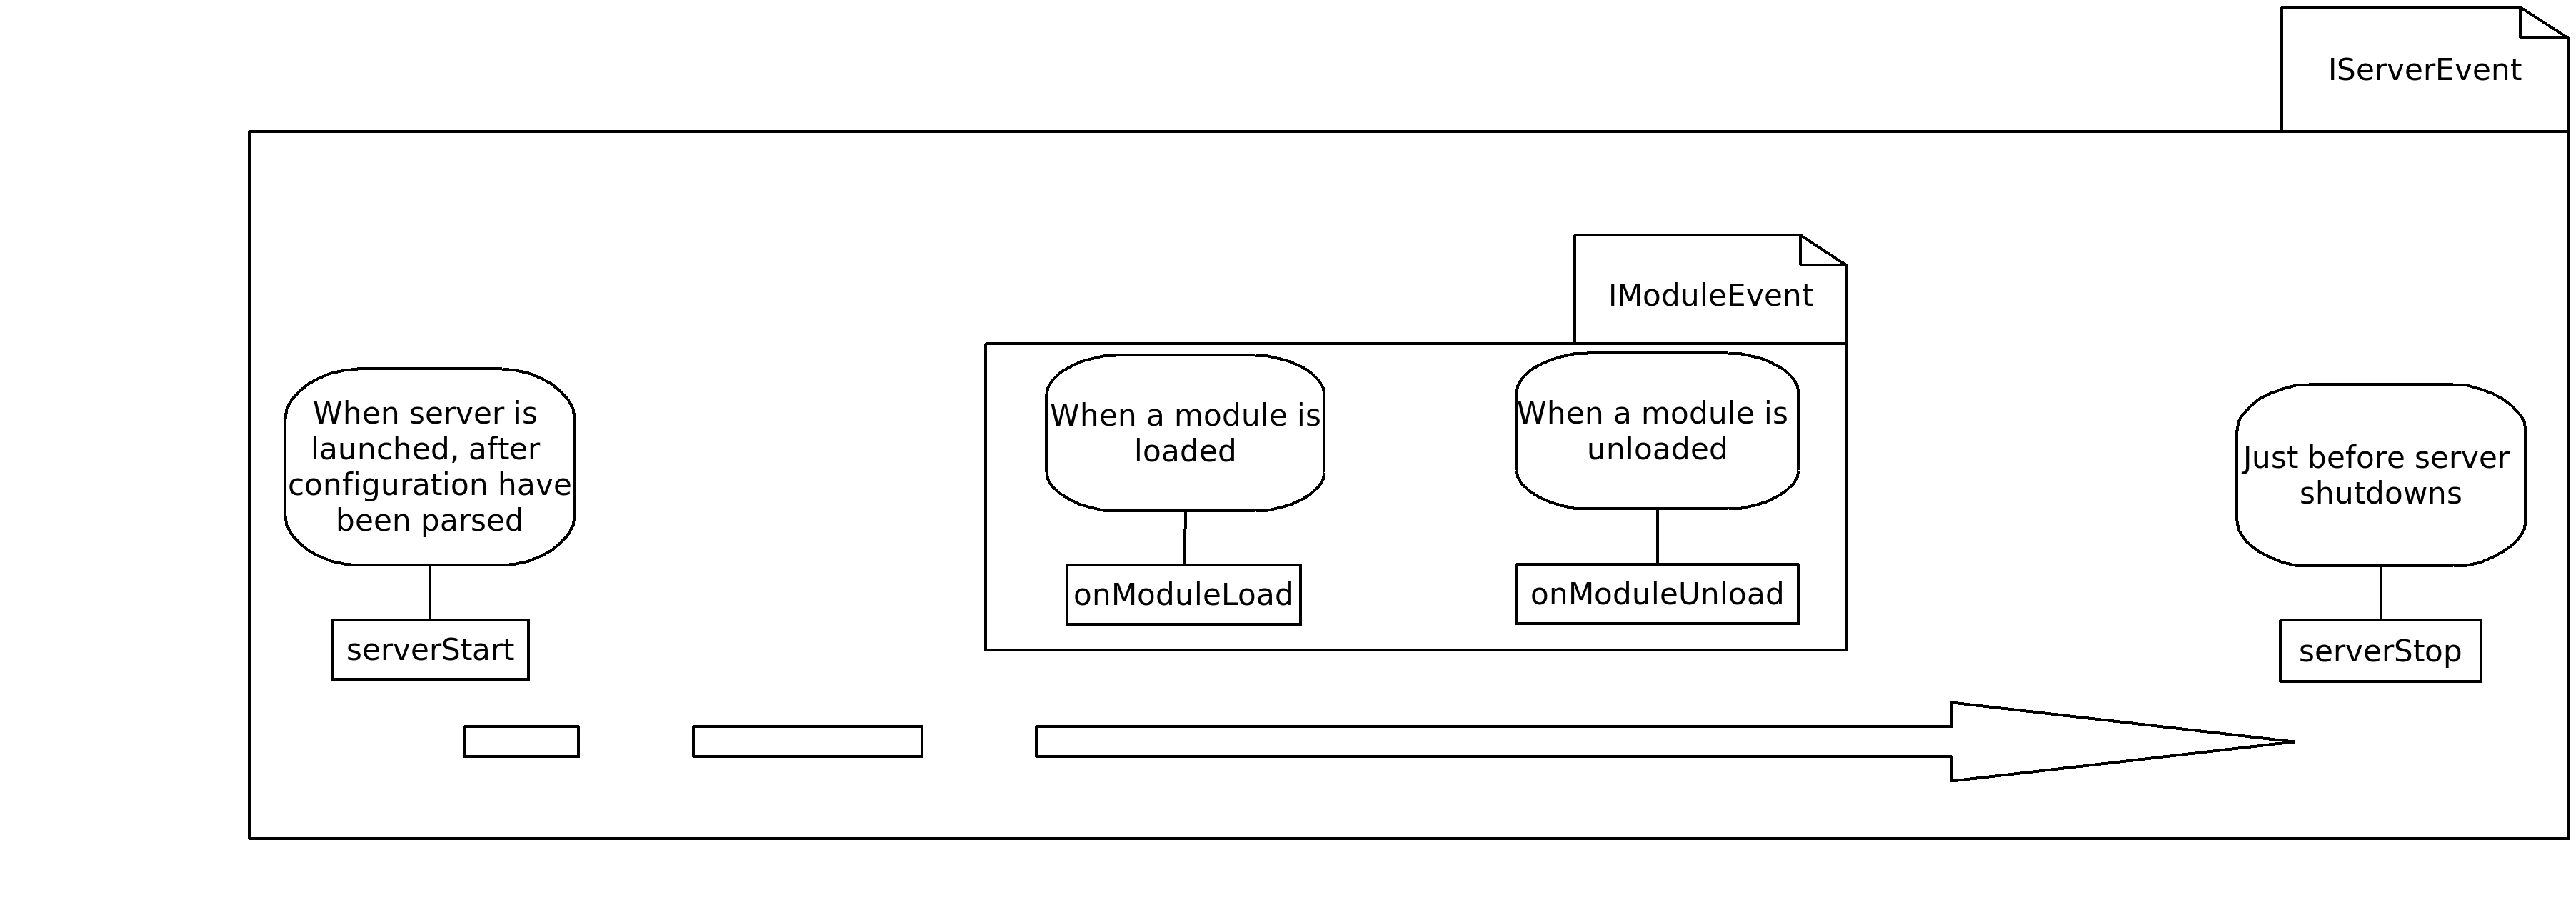 IServerEvent
IModuleEvent
When server is
launched, after
configuration have
been parsed
serverStart
When a module is
loaded
onModuleLoad
When a module is
unloaded
onModuleUnload
Just before server
shutdowns
serverStop